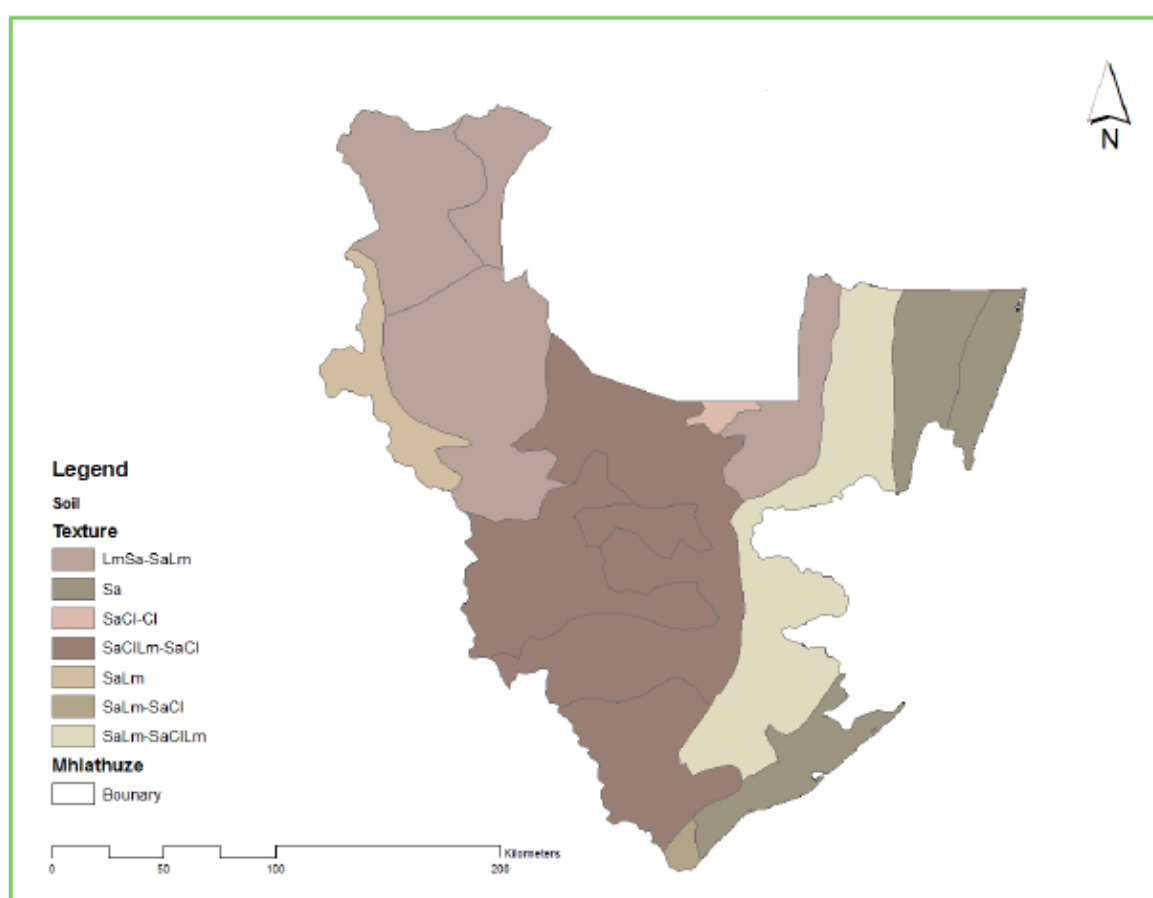 N
Legend
Soil
Texture
LmSa-SaLm
Sa
SaCl-Cl
SaClLm-SaCl
SaLm
SaLm-SaCl
SaLm-SaClLm
Mhlathuze
Bounary
Kilometers
0 50 100 200